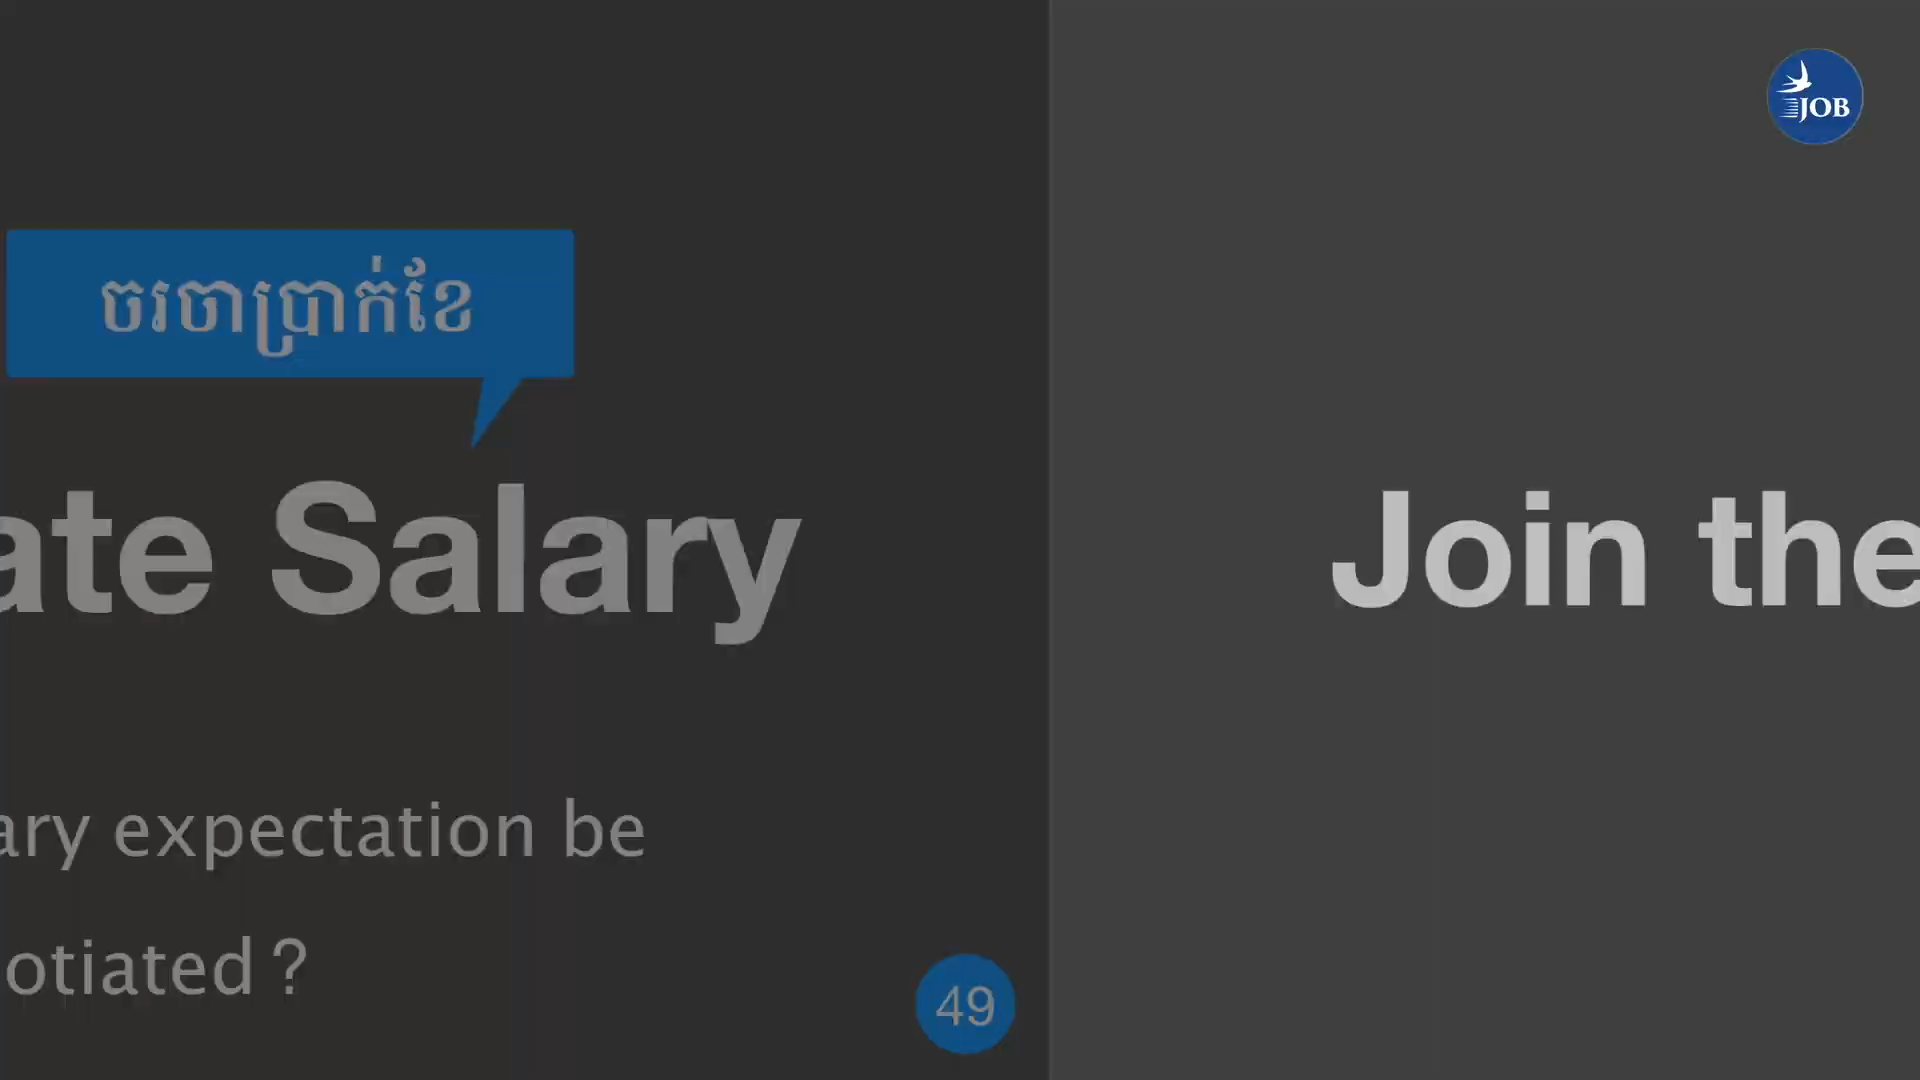 JOB
ចរចាប្រាក់ខែ
ate Salary
ary expectation be
otiated ?
49
Join the